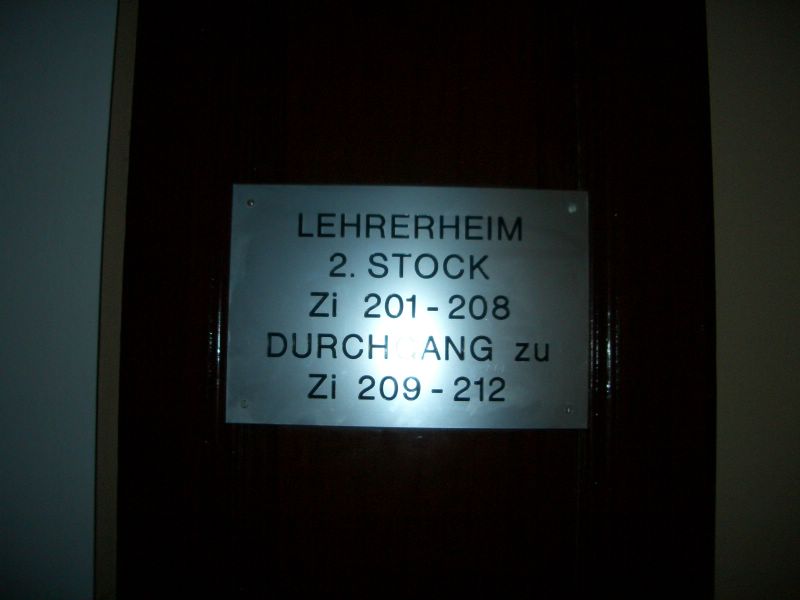 LEHRERHEIM
2. STOCK
Zi 201-208
DURCHGANG zu
Zi 209-212